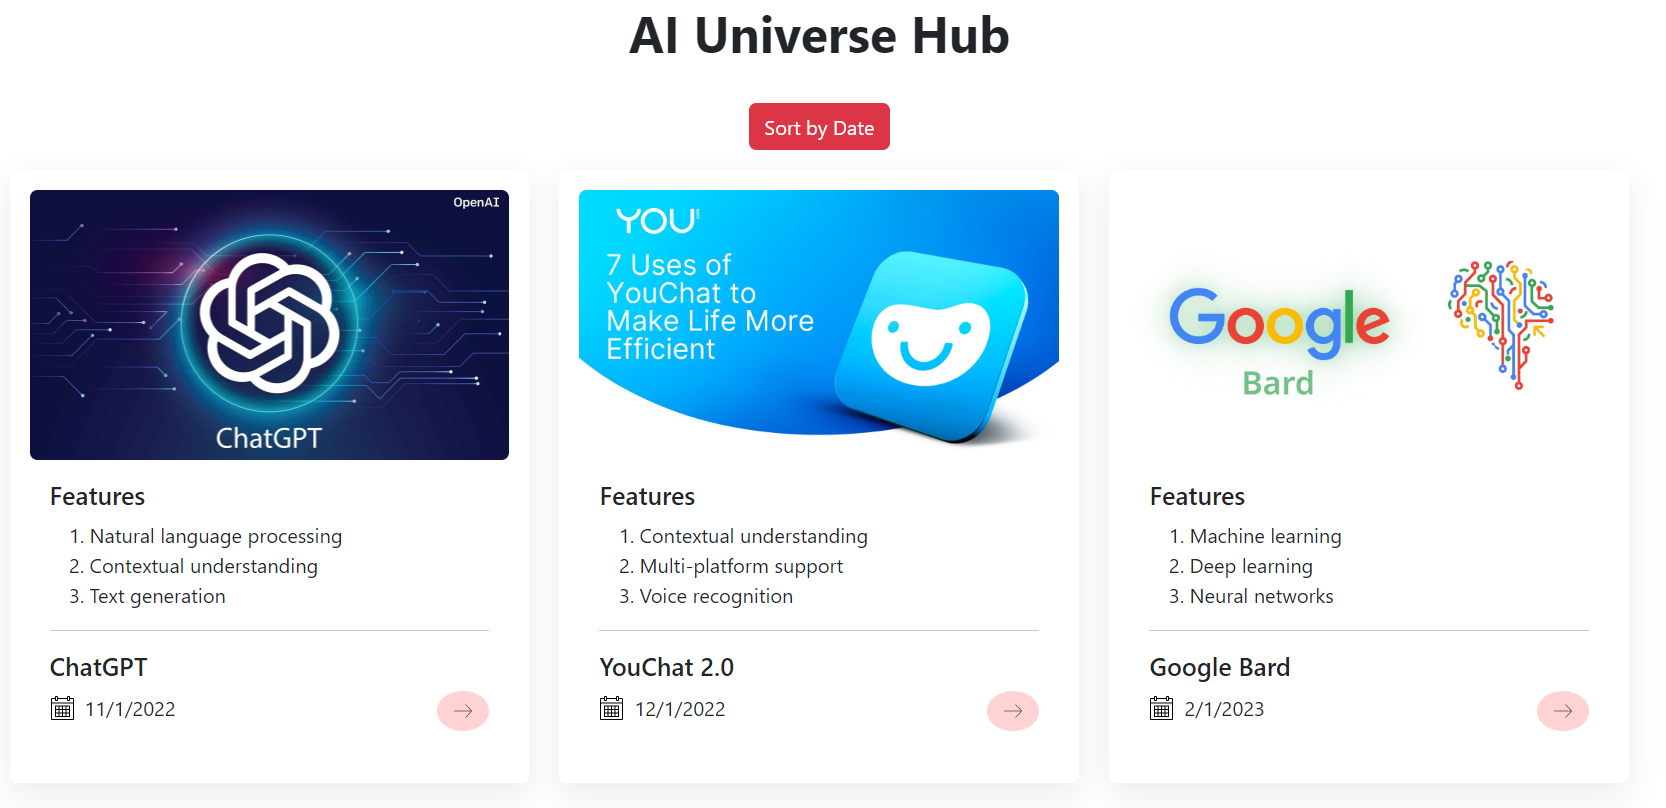 AI Universe Hub
Sort by Date
OpenAI
ChatGPT
Features
1. Natural language processing
2. Contextual understanding
3. Text generation
ChatGPT
11/1/2022
YOU
7 Uses of
YouChat to
Make Life More
Efficient
Features
1. Contextual understanding
2. Multi-platform support
3. Voice recognition
YouChat 2.0
12/1/2022
Google
Bard
Features
1. Machine learning
2. Deep learning
3. Neural networks
Google Bard
2/1/2023